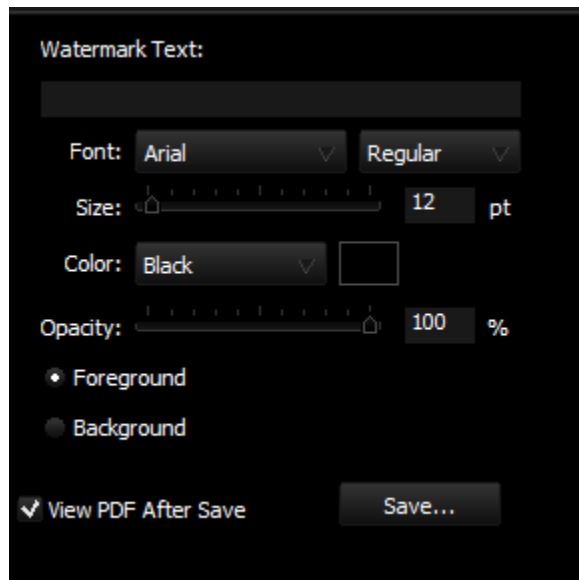 Watermark Text:
Font: Arial Regular
Size: 12 pt
Color: Black
Opacity: 100 %
Foreground
Background
View PDF After Save Save...